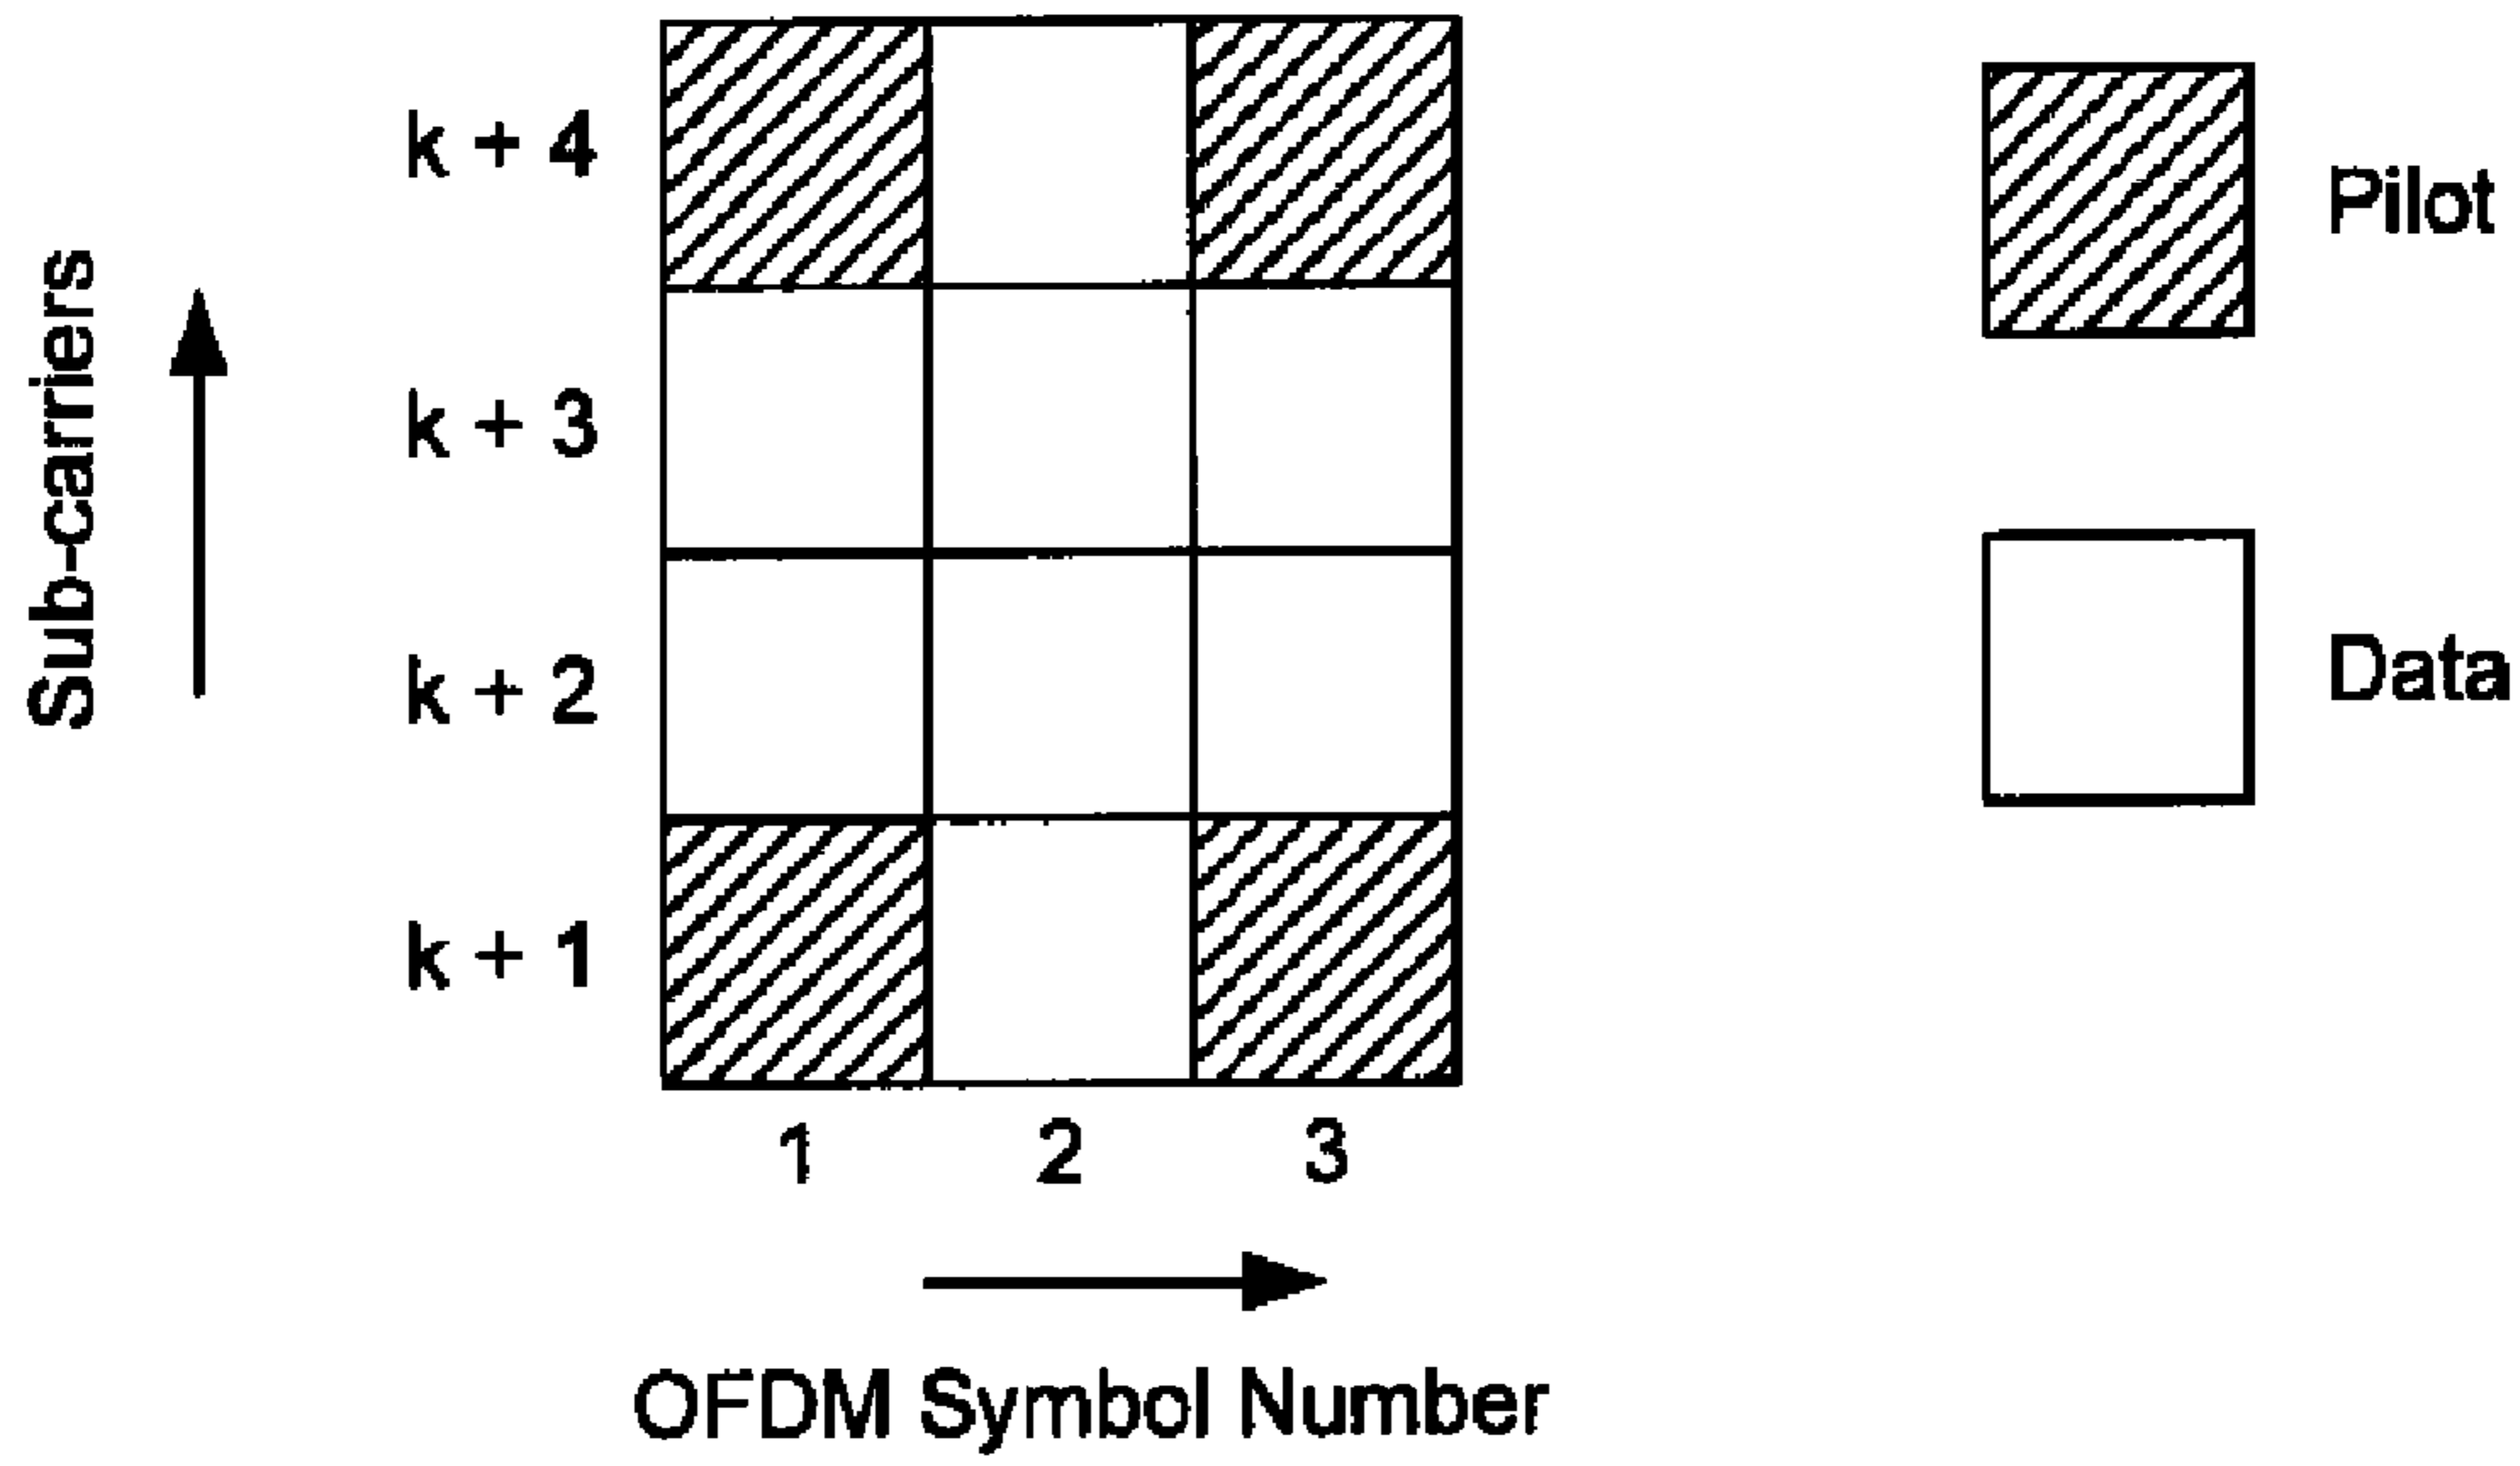 k + 4
k + 3
k + 2
k + 1
Sub-carriers
1 2 3
OFDM Symbol Number
Pilot
Data